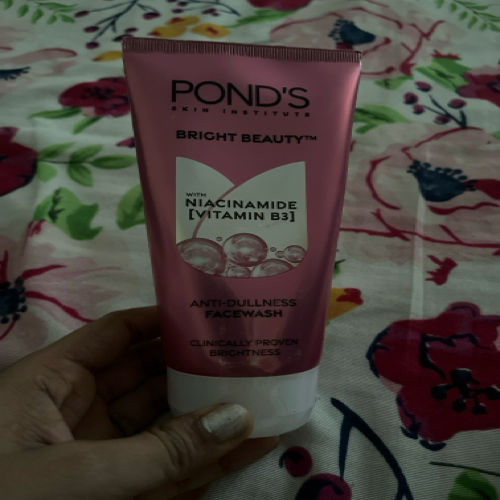 POND'S
SKIN INSTITUTE
BRIGHT BEAUTY™
WITH
NIACINAMIDE
[VITAMIN B3]
ANTI-DULLNESS
FACEWASH
CLINICALLY PROVEN
BRIGHTNESS